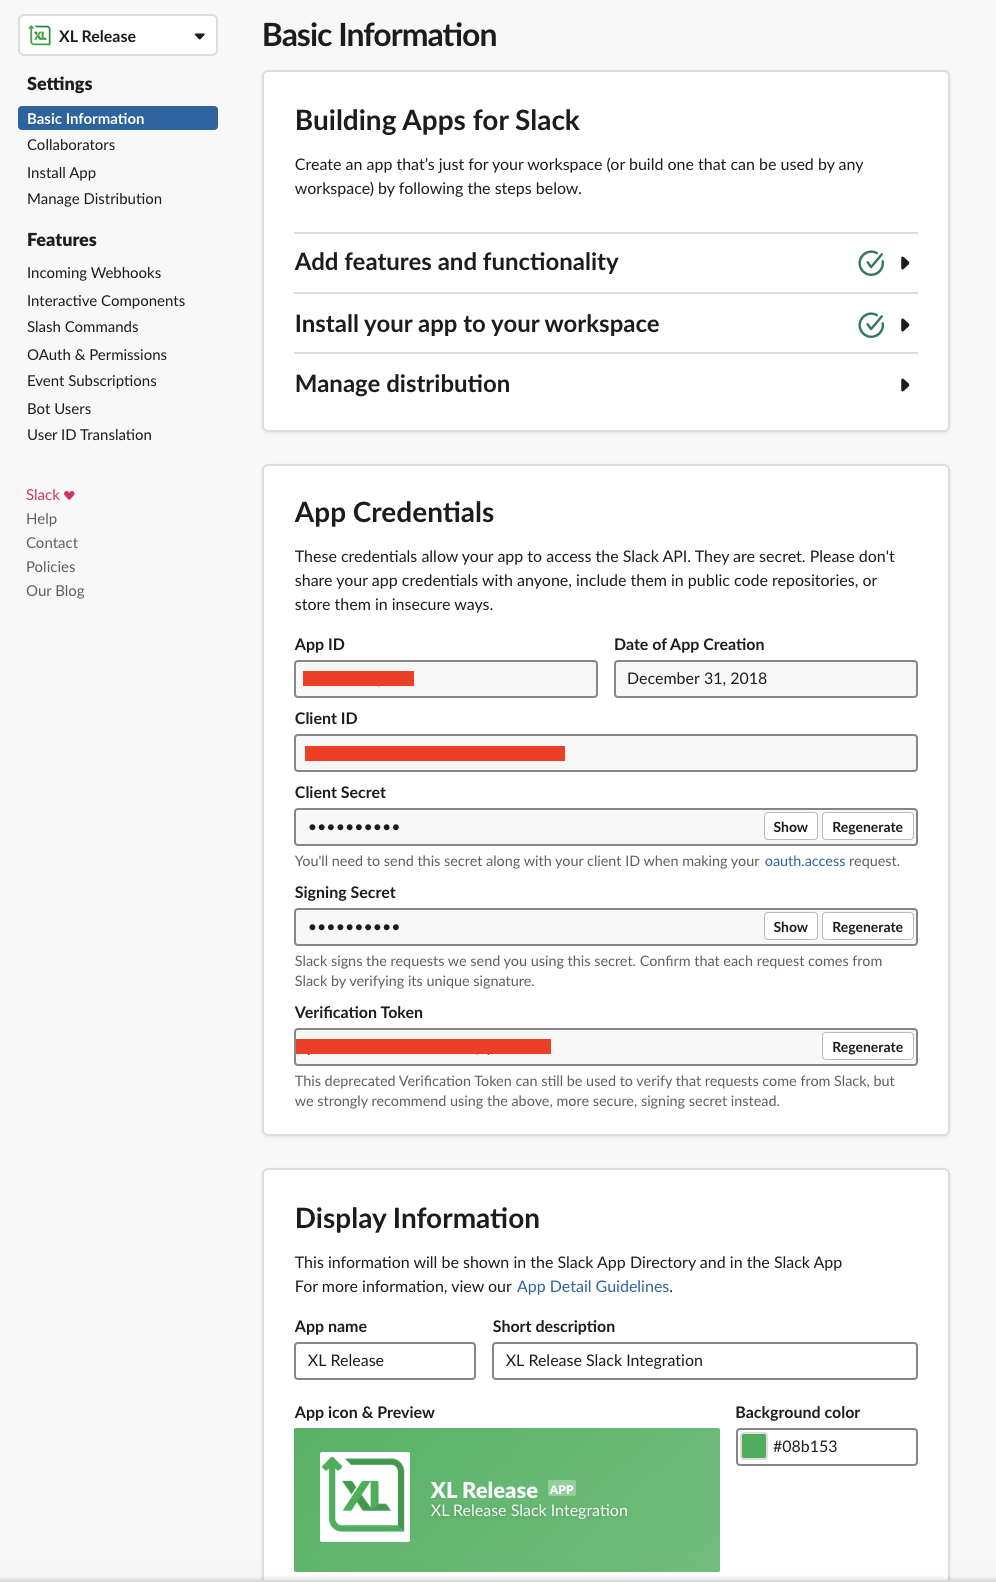 XL Release
Settings
Basic Information
Collaborators
Install App
Manage Distribution
Features
Incoming Webhooks
Interactive Components
Slash Commands
OAuth & Permissions
Event Subscriptions
Bot Users
User ID Translation
Slack ♥
Help
Contact
Policies
Our Blog
Basic Information
Building Apps for Slack
Create an app that's just for your workspace (or build one that can be used by any
workspace) by following the steps below.
Add features and functionality
Install your app to your workspace
Manage distribution
App Credentials
These credentials allow your app to access the Slack API. They are secret. Please don't
share your app credentials with anyone, include them in public code repositories, or
store them in insecure ways.
App ID
Date of App Creation
December 31, 2018
Client ID
Client Secret
•••••••••• Show Regenerate
You'll need to send this secret along with your client ID when making your oauth.access request.
Signing Secret
•••••••••• Show Regenerate
Slack signs the requests we send you using this secret. Confirm that each request comes from
Slack by verifying its unique signature.
Verification Token
Regenerate
This deprecated Verification Token can still be used to verify that requests come from Slack, but
we strongly recommend using the above, more secure, signing secret instead.
Display Information
This information will be shown in the Slack App Directory and in the Slack App
For more information, view our App Detail Guidelines.
App name
XL Release
Short description
XL Release Slack Integration
App icon & Preview
XL
XL Release APP
XL Release Slack Integration
Background color
#08b153